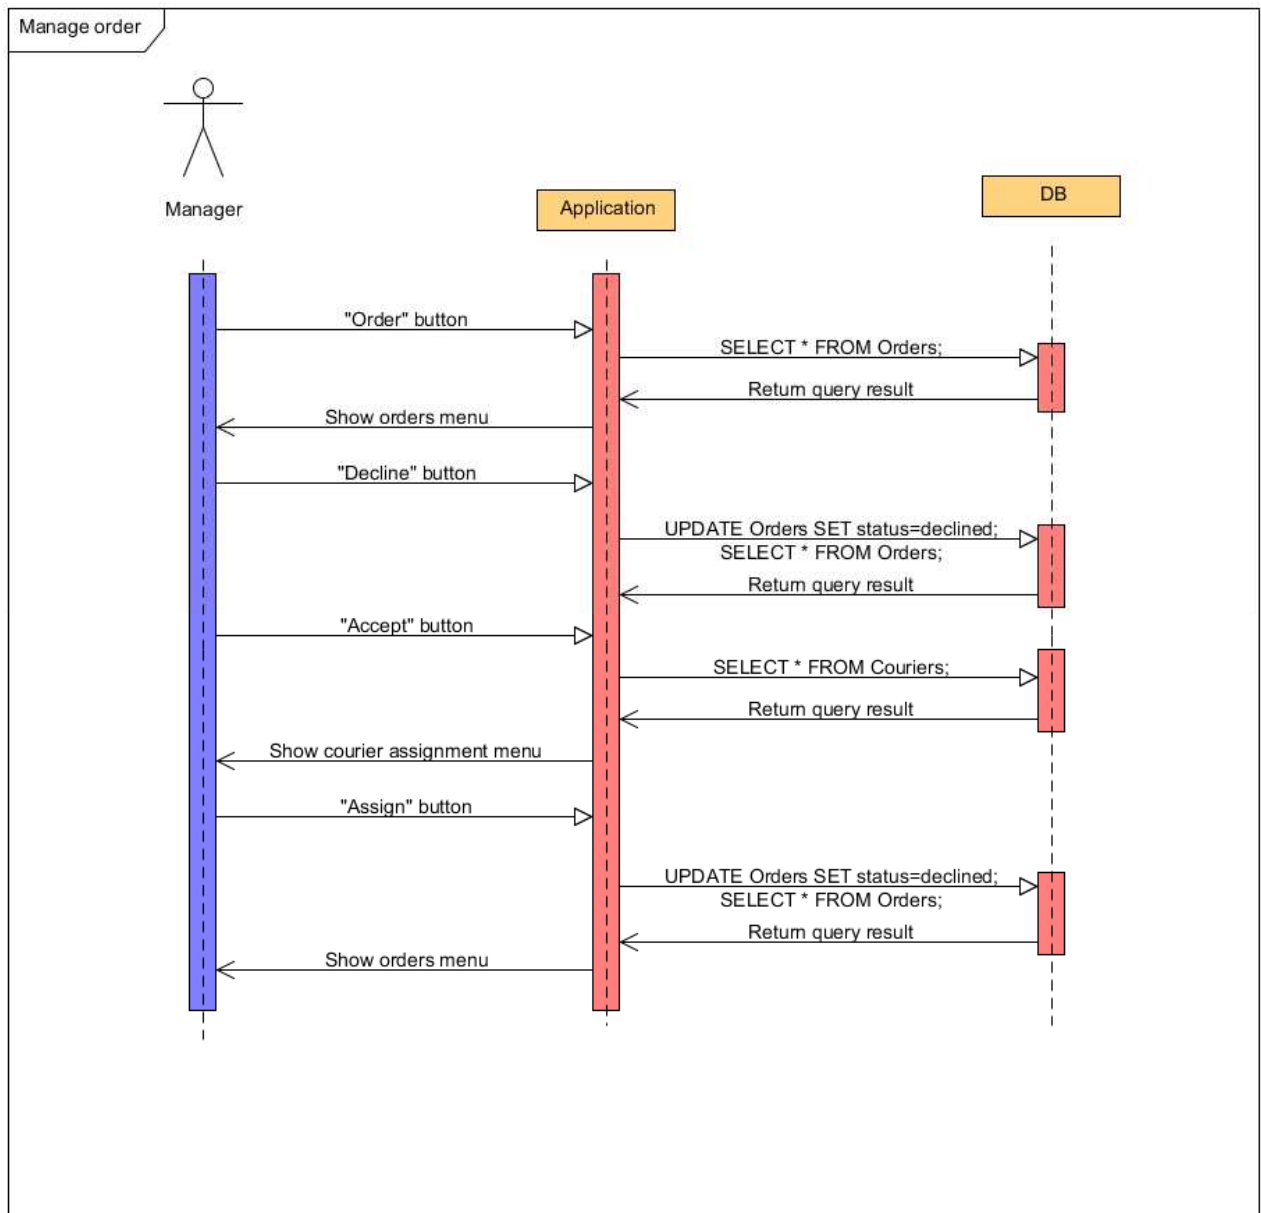 Manage order
Manager
Application
DB
"Order" button
SELECT * FROM Orders;
Return query result
Show orders menu
"Decline" button
UPDATE Orders SET status=declined;
SELECT * FROM Orders;
Return query result
"Accept" button
SELECT * FROM Couriers;
Return query result
Show courier assignment menu
"Assign" button
UPDATE Orders SET status=declined;
SELECT * FROM Orders;
Return query result
Show orders menu